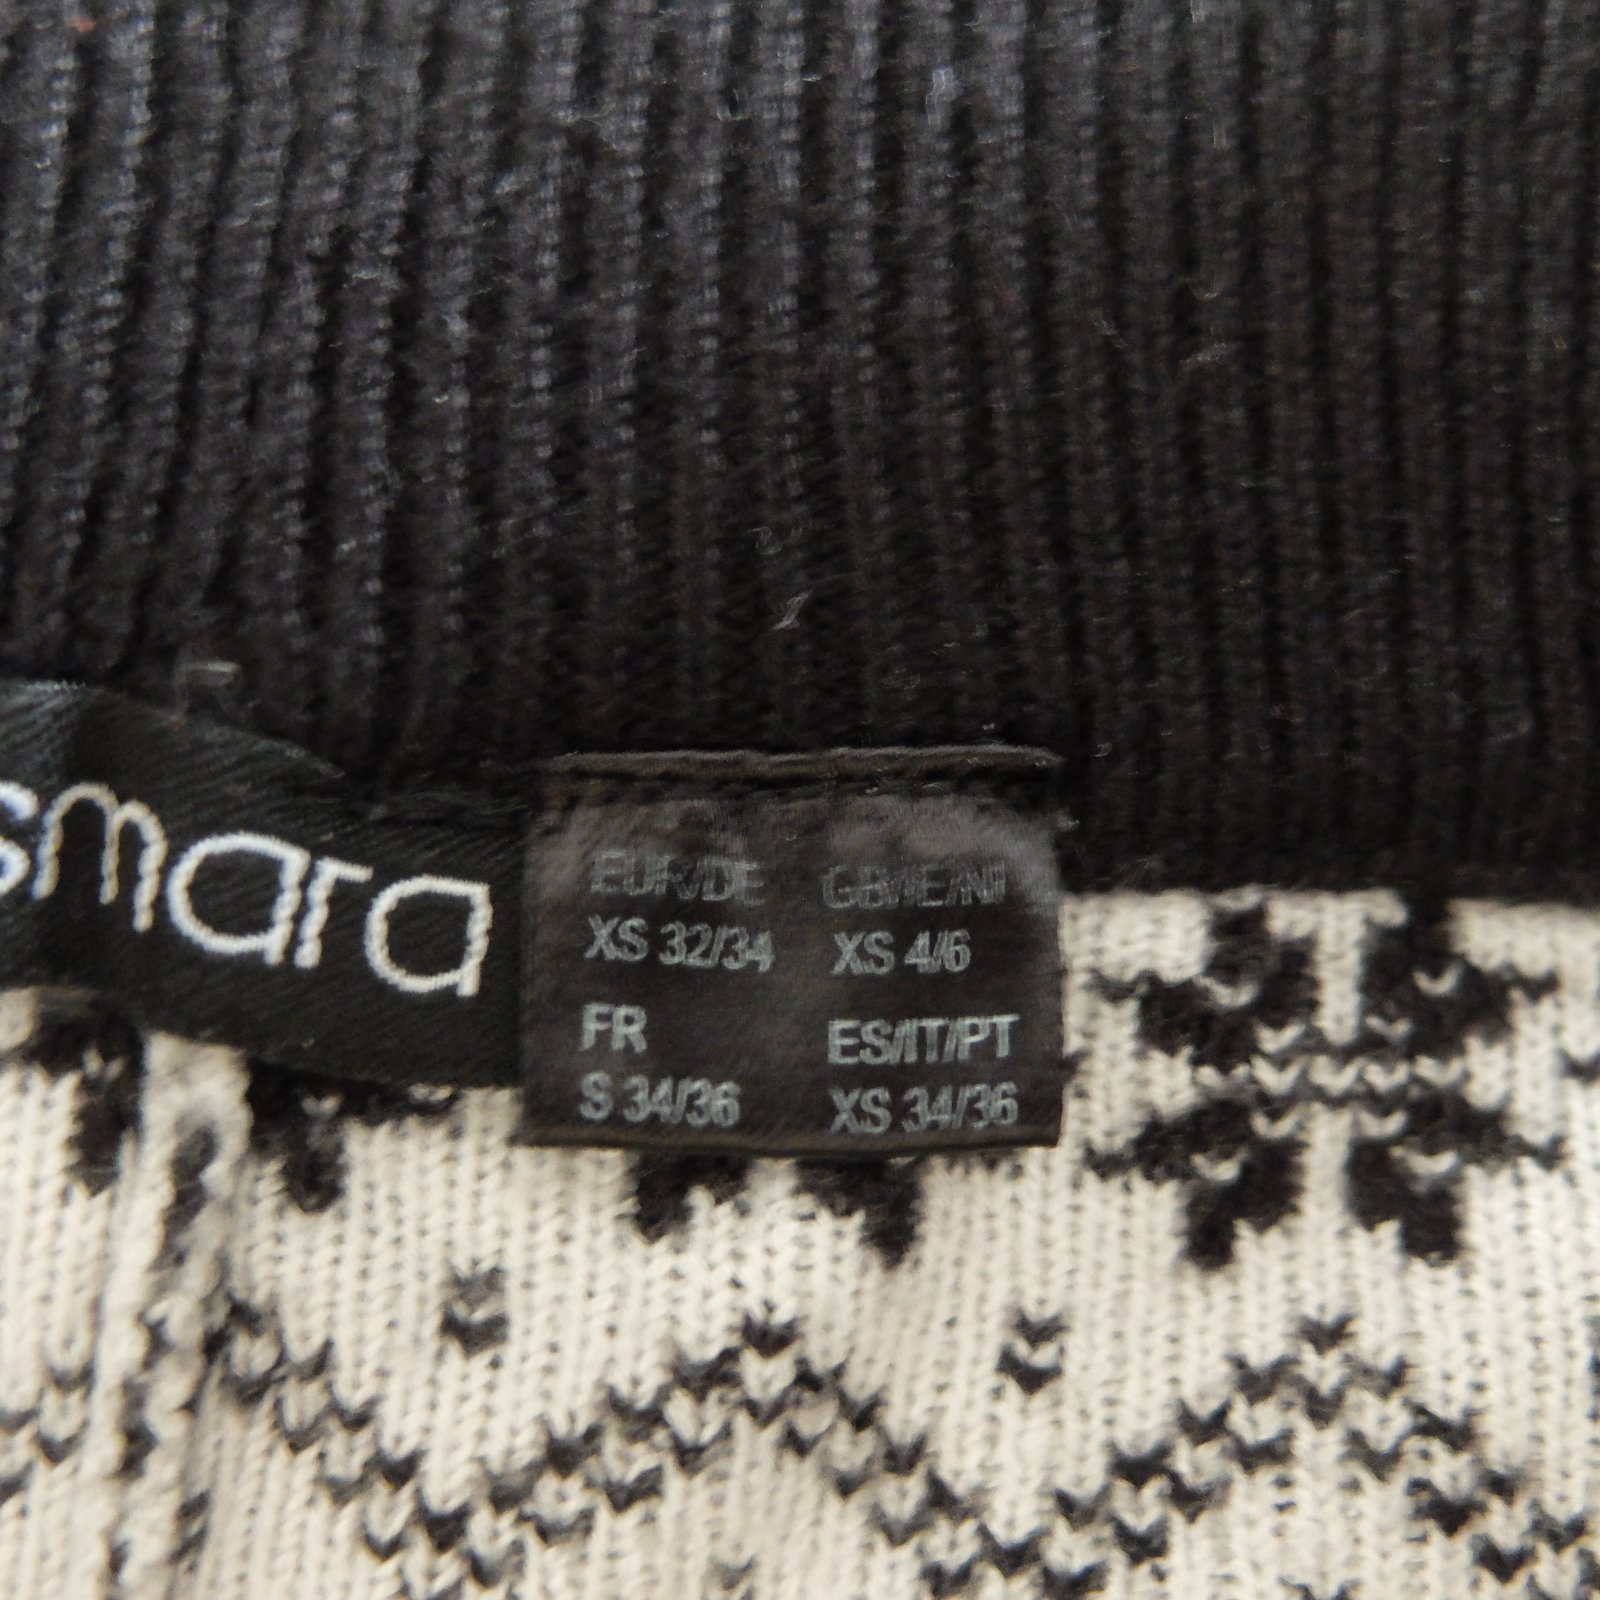 smara
EUR/DE GB/IE/NI
XS 32/34 XS 4/6
FR ES/IT/PT
S 34/36 XS 34/36